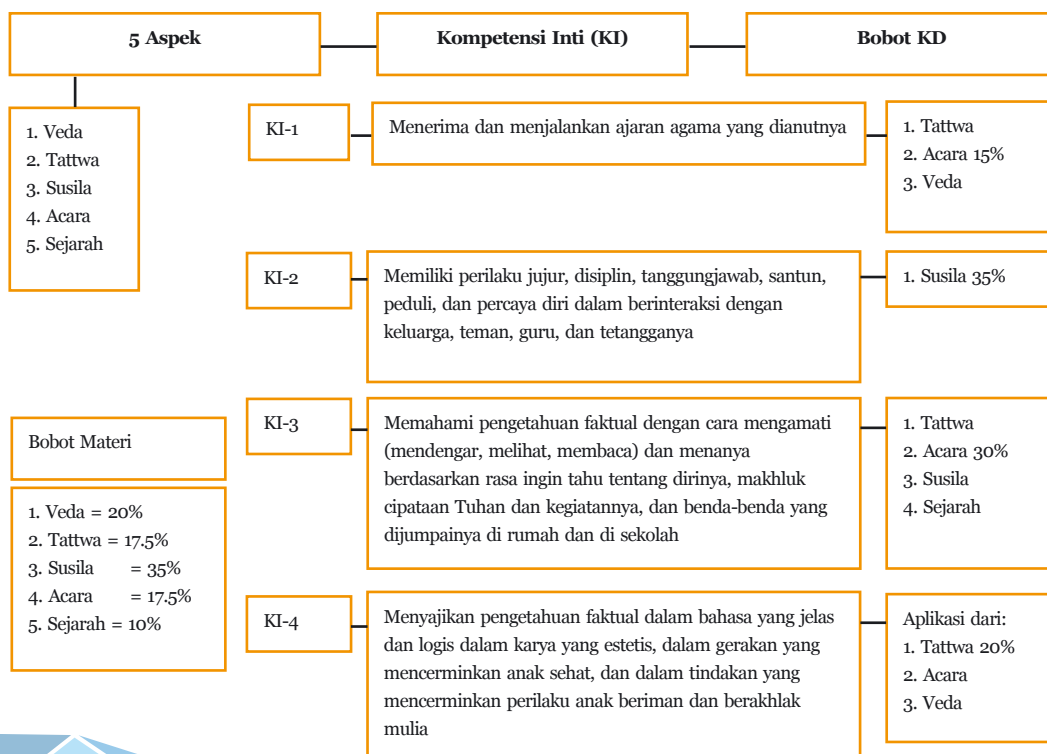 5 Aspek
Kompetensi Inti (KI)
Bobot KD
1. Veda
2. Tattwa
3. Susila
4. Acara
5. Sejarah
KI-1
Menerima dan menjalankan ajaran agama yang dianutnya
1. Tattwa
2. Acara 15%
3. Veda
KI-2
Memiliki perilaku jujur, disiplin, tanggungjawab, santun,
peduli, dan percaya diri dalam berinteraksi dengan
keluarga, teman, guru, dan tetangganya
1. Susila 35%
Bobot Materi
1. Veda = 20%
2. Tattwa = 17.5%
3. Susila = 35%
4. Acara = 17.5%
5. Sejarah = 10%
KI-3
Memahami pengetahuan faktual dengan cara mengamati
(mendengar, melihat, membaca) dan menanya
berdasarkan rasa ingin tahu tentang dirinya, makhluk
cipataan Tuhan dan kegiatannya, dan benda-benda yang
dijumpainya di rumah dan di sekolah
1. Tattwa
2. Acara 30%
3. Susila
4. Sejarah
KI-4
Menyajikan pengetahuan faktual dalam bahasa yang jelas
dan logis dalam karya yang estetis, dalam gerakan yang
mencerminkan anak sehat, dan dalam tindakan yang
mencerminkan perilaku anak beriman dan berakhlak
mulia
Aplikasi dari:
1. Tattwa 20%
2. Acara
3. Veda